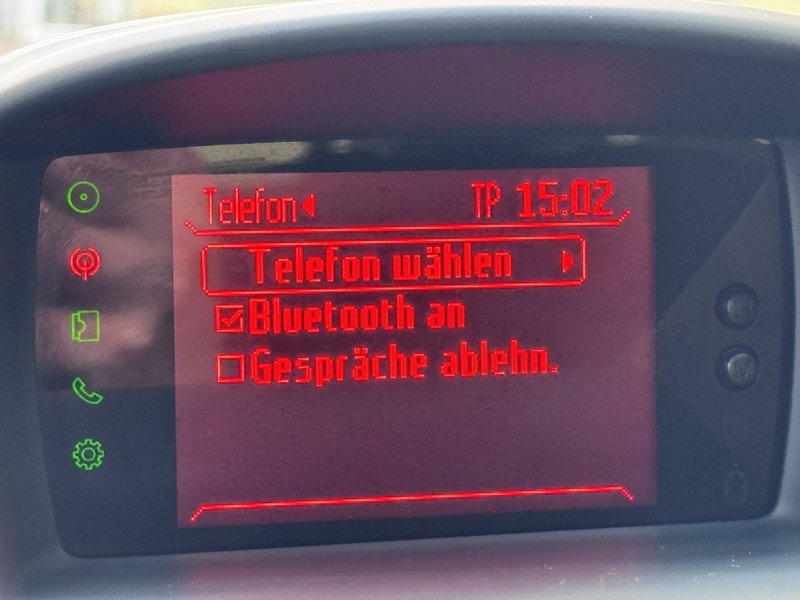 Telefon TP 15:02
Telefon wählen
Bluetooth an
Gespräche ablehn.